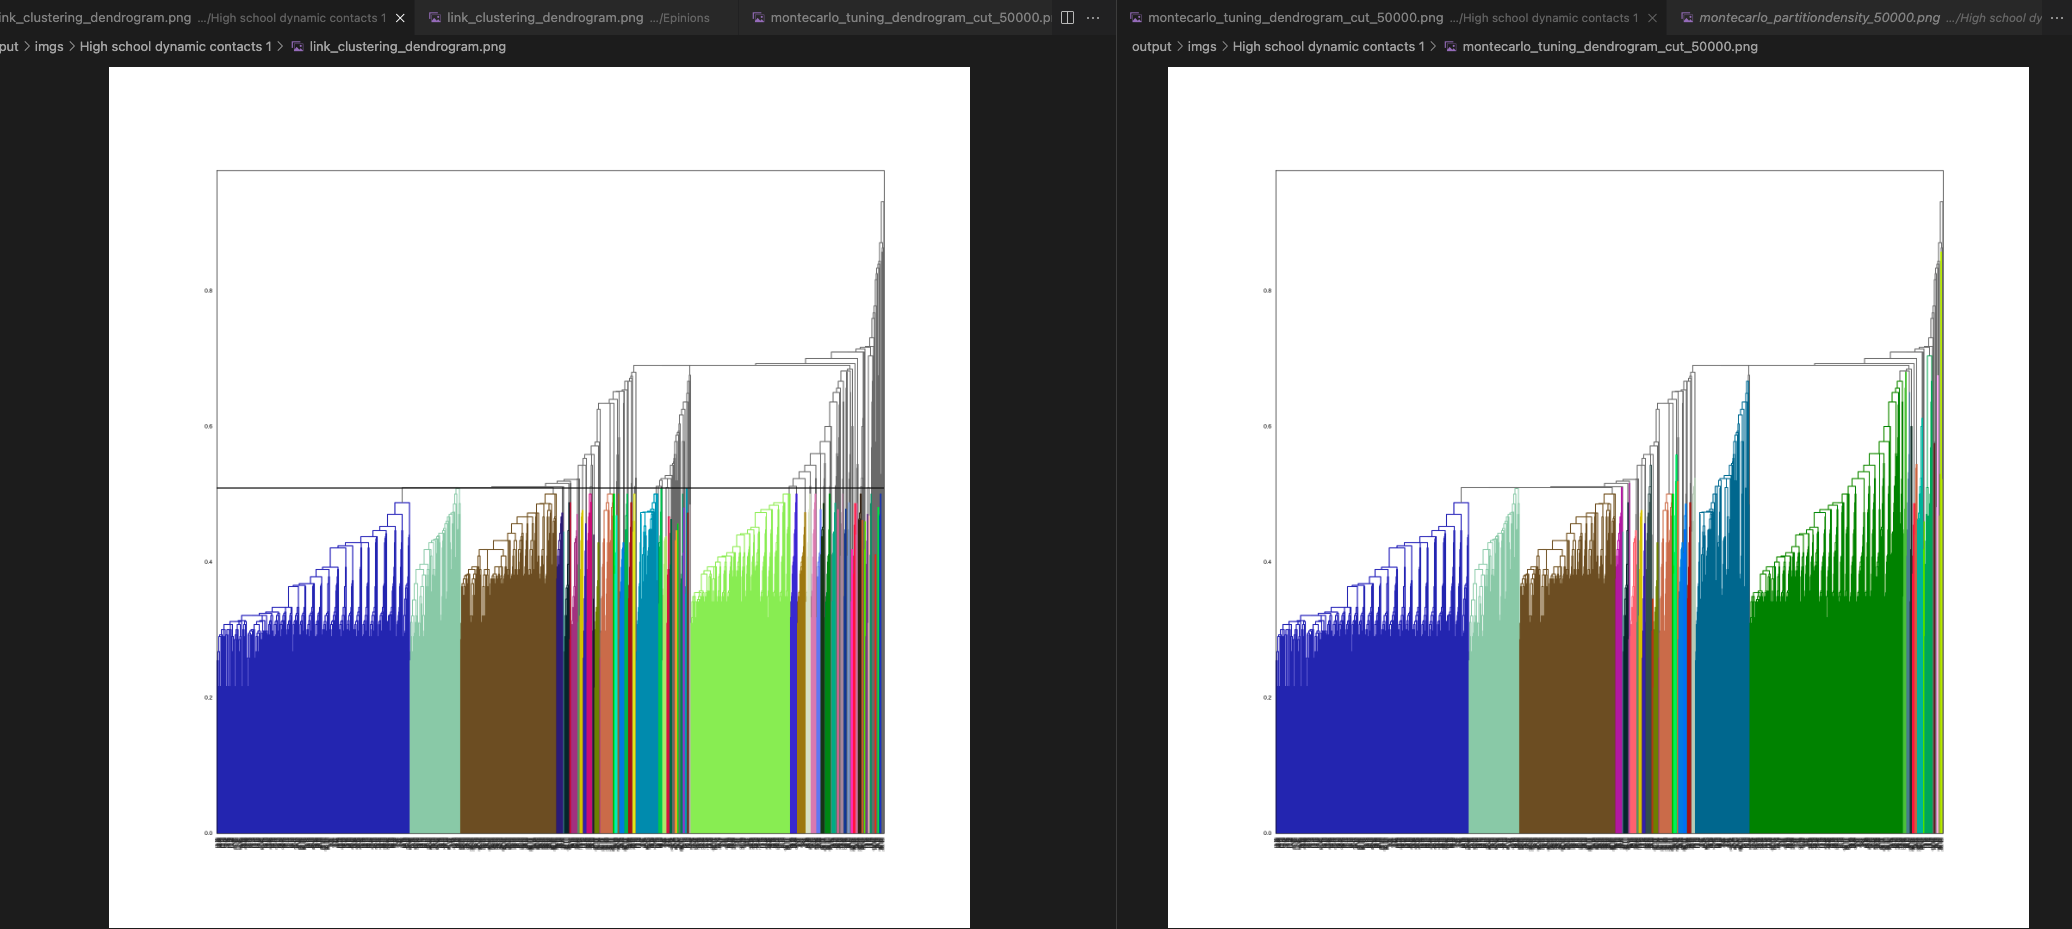 ink_clustering_dendrogram.png .../High school dynamic contacts 1
link_clustering_dendrogram.png .../Epinions
montecarlo_tuning_dendrogram_cut_50000.p
montecarlo_tuning_dendrogram_cut_50000.png .../High school dynamic contacts 1
montecarlo_partitiondensity_50000.png .../High school dy
put > imgs > High school dynamic contacts 1 > link_clustering_dendrogram.png
output > imgs > High school dynamic contacts 1 > montecarlo_tuning_dendrogram_cut_50000.png
0.8
0.6
0.4
0.2
0.0
0.8
0.6
0.4
0.2
0.0